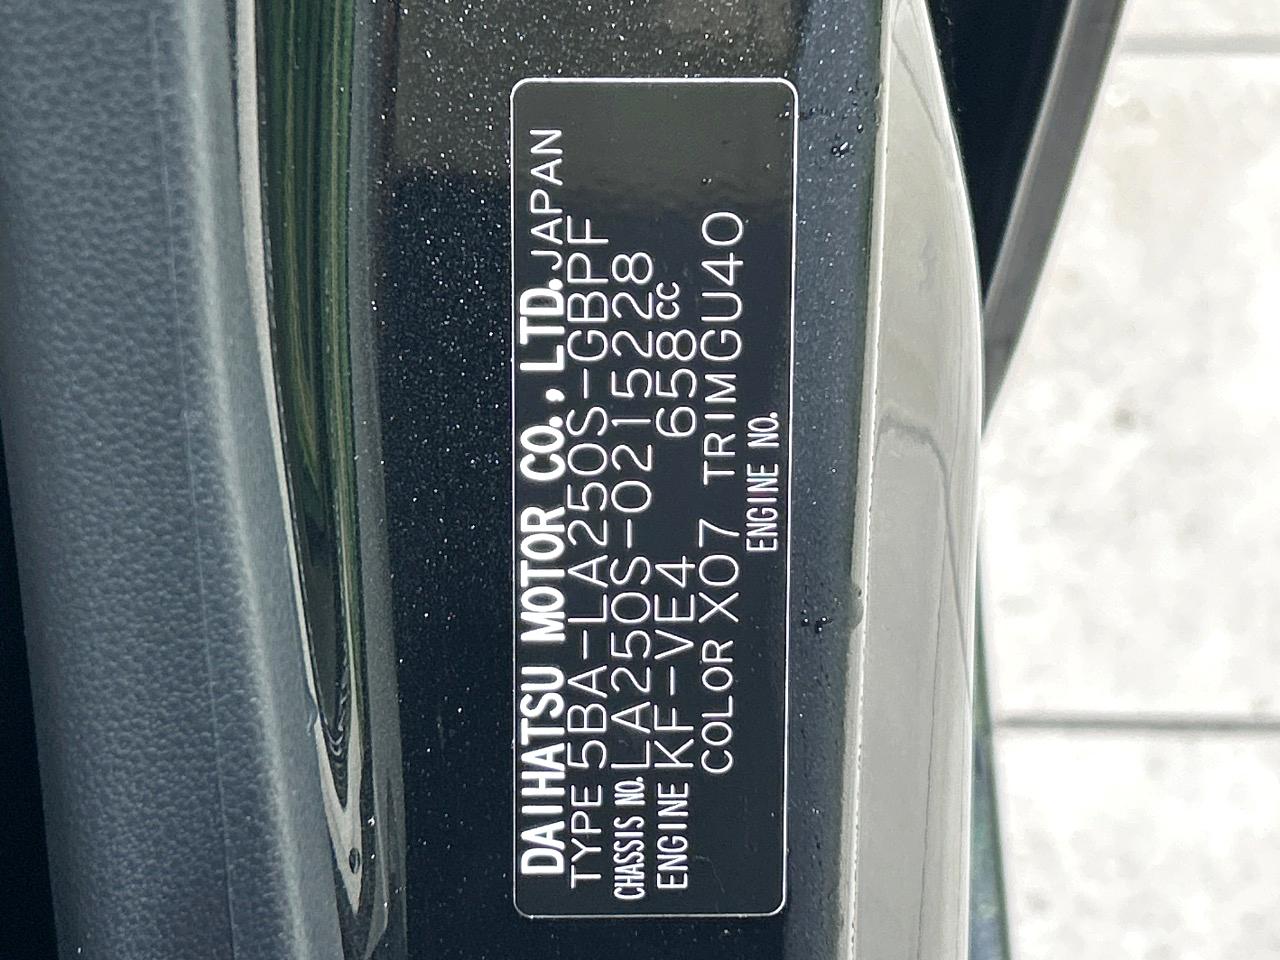 DAIHATSU MOTOR CO., LTD. JAPAN
TYPE 5BA-LA250S-GBPF
CHASSIS NO. LA250S-0215228
ENGINE KF-VE4 658cc
COLOR X07 TRIM GU40
ENGINE NO.